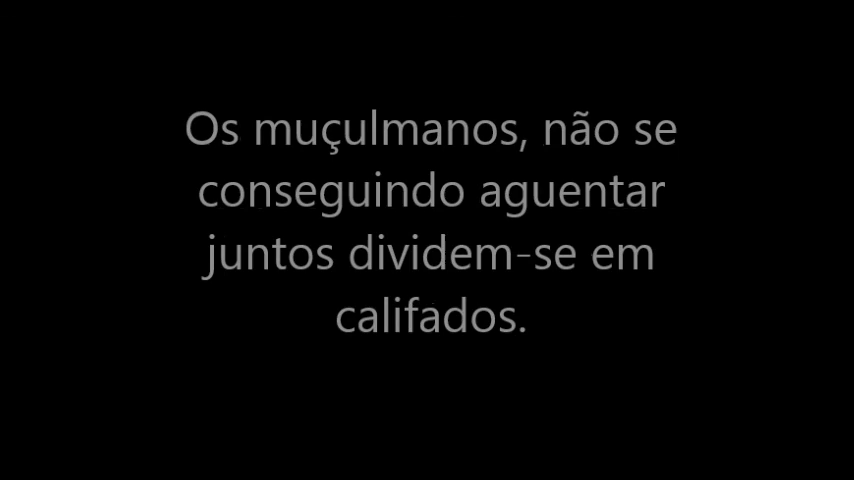 Os muçulmanos, não se
conseguindo aguentar
juntos dividem-se em
califados.